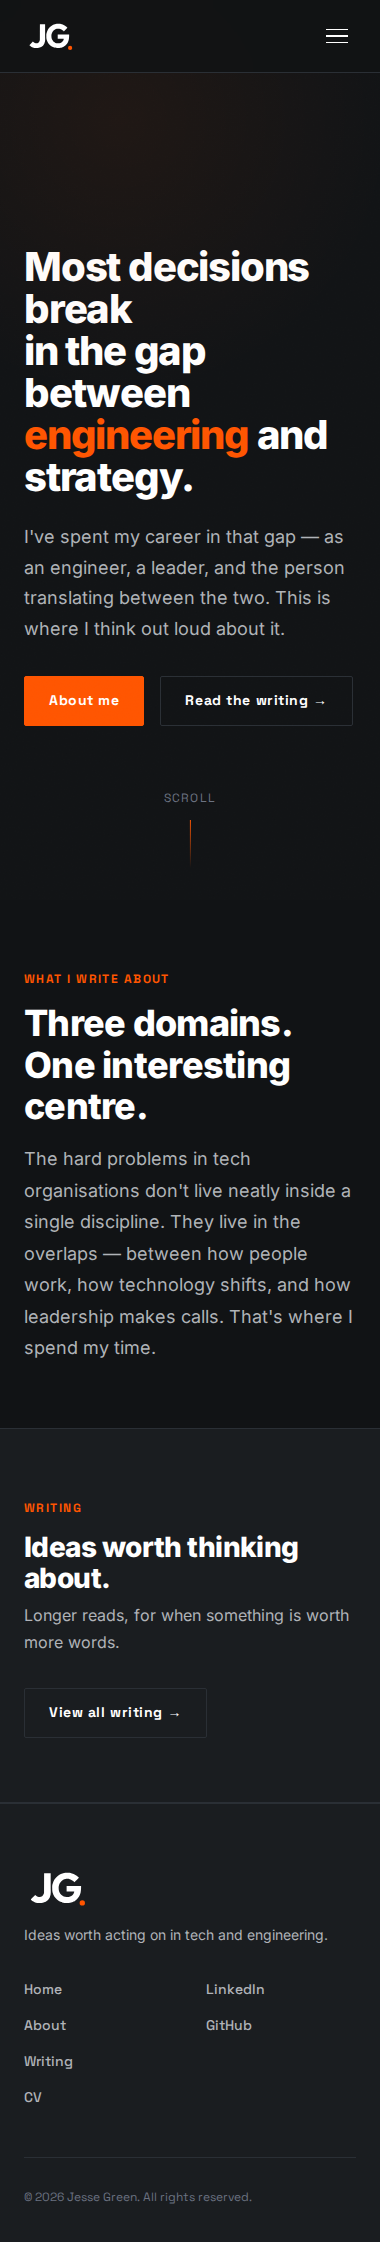 JG.
Most decisions
break
in the gap
between
engineering and
strategy.
I've spent my career in that gap — as
an engineer, a leader, and the person
translating between the two. This is
where I think out loud about it.
About me
Read the writing →
SCROLL
WHAT I WRITE ABOUT
Three domains.
One interesting
centre.
The hard problems in tech
organisations don't live neatly inside a
single discipline. They live in the
overlaps — between how people
work, how technology shifts, and how
leadership makes calls. That's where I
spend my time.
WRITING
Ideas worth thinking
about.
Longer reads, for when something is worth
more words.
View all writing →
JG.
Ideas worth acting on in tech and engineering.
Home
About
Writing
CV
LinkedIn
GitHub
© 2026 Jesse Green. All rights reserved.